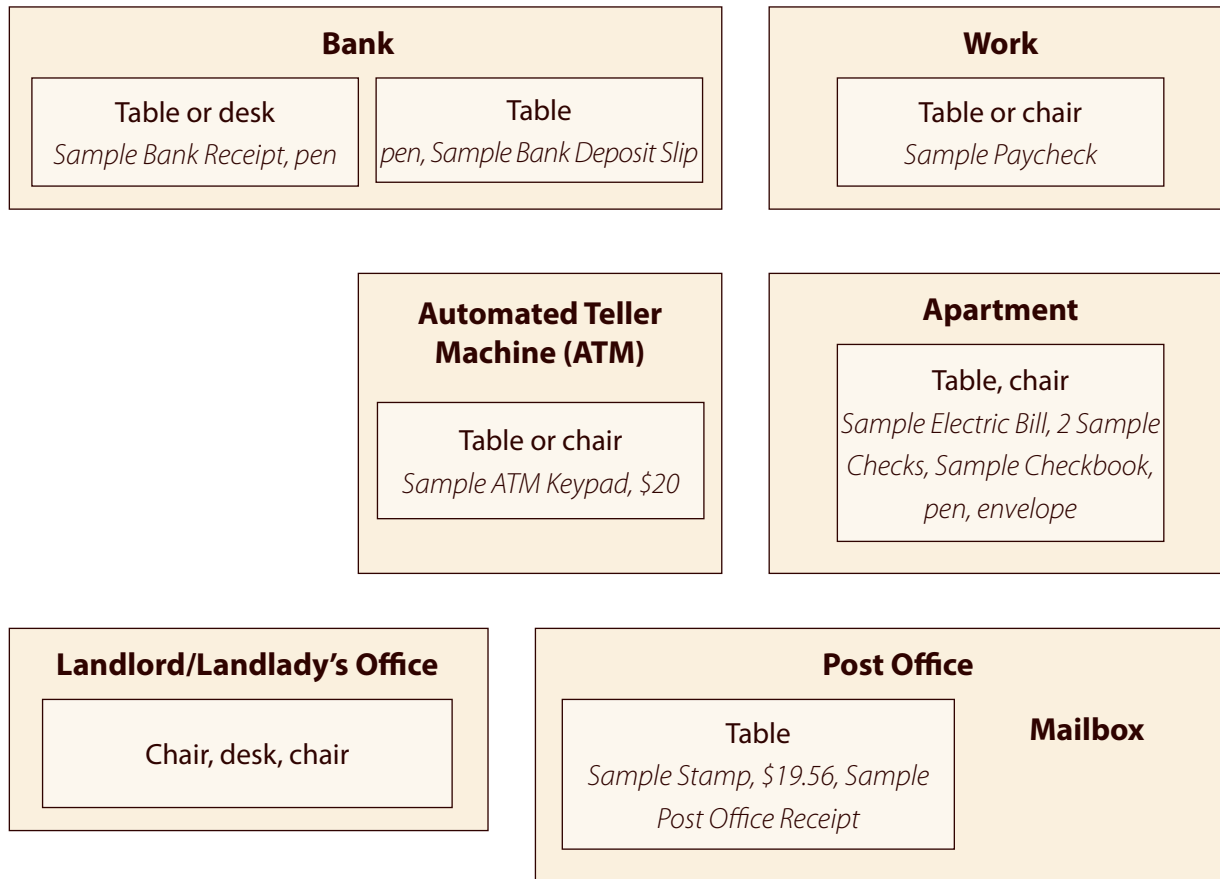 Bank
Table or desk
Sample Bank Receipt, pen
Table
pen, Sample Bank Deposit Slip
Work
Table or chair
Sample Paycheck
Automated Teller
Machine (ATM)
Table or chair
Sample ATM Keypad, $20
Apartment
Table, chair
Sample Electric Bill, 2 Sample
Checks, Sample Checkbook,
pen, envelope
Landlord/Landlady’s Office
Chair, desk, chair
Post Office
Table
Sample Stamp, $19.56, Sample
Post Office Receipt
Mailbox